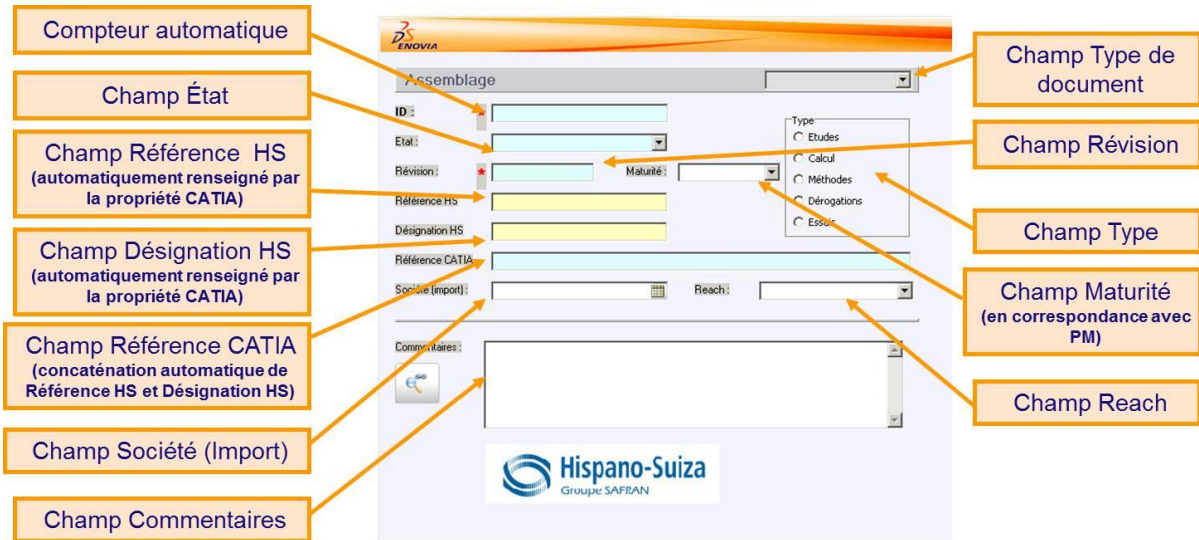 Compteur automatique
Champ État
Champ Référence HS
(automatiquement renseigné par
la propriété CATIA)
Champ Désignation HS
(automatiquement renseigné par
la propriété CATIA)
Champ Référence CATIA
(concaténation automatique de
Référence HS et Désignation HS)
Champ Société (Import)
Champ Commentaires
ENOVIA
Assemblage
ID :
*
Etat :
Révision :
*
Maturité :
Référence HS
Désignation HS
Référence CATIA
Société (import) :
Reach :
Type
Etudes
Calcul
Méthodes
Dérogations
Essais
Commentaires :
Hispano-Suiza
Groupe SAFRAN
Champ Type de
document
Champ Révision
Champ Type
Champ Maturité
(en correspondance avec
PM)
Champ Reach